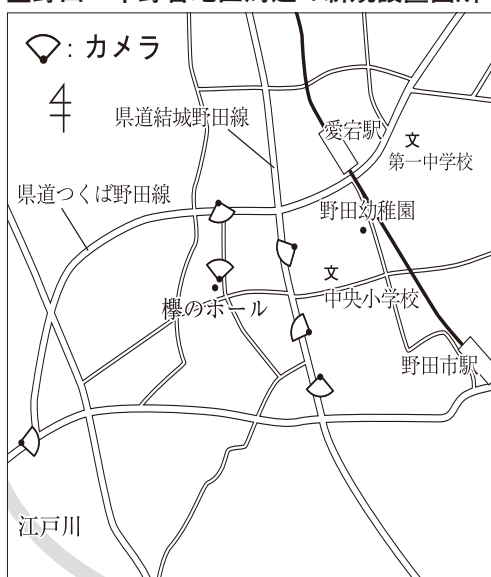 : カメラ
県道結城野田線
愛宕駅
文
第一中学校
県道つくば野田線
野田幼稚園
文
中央小学校
欅のホール
野田市駅
江戸川